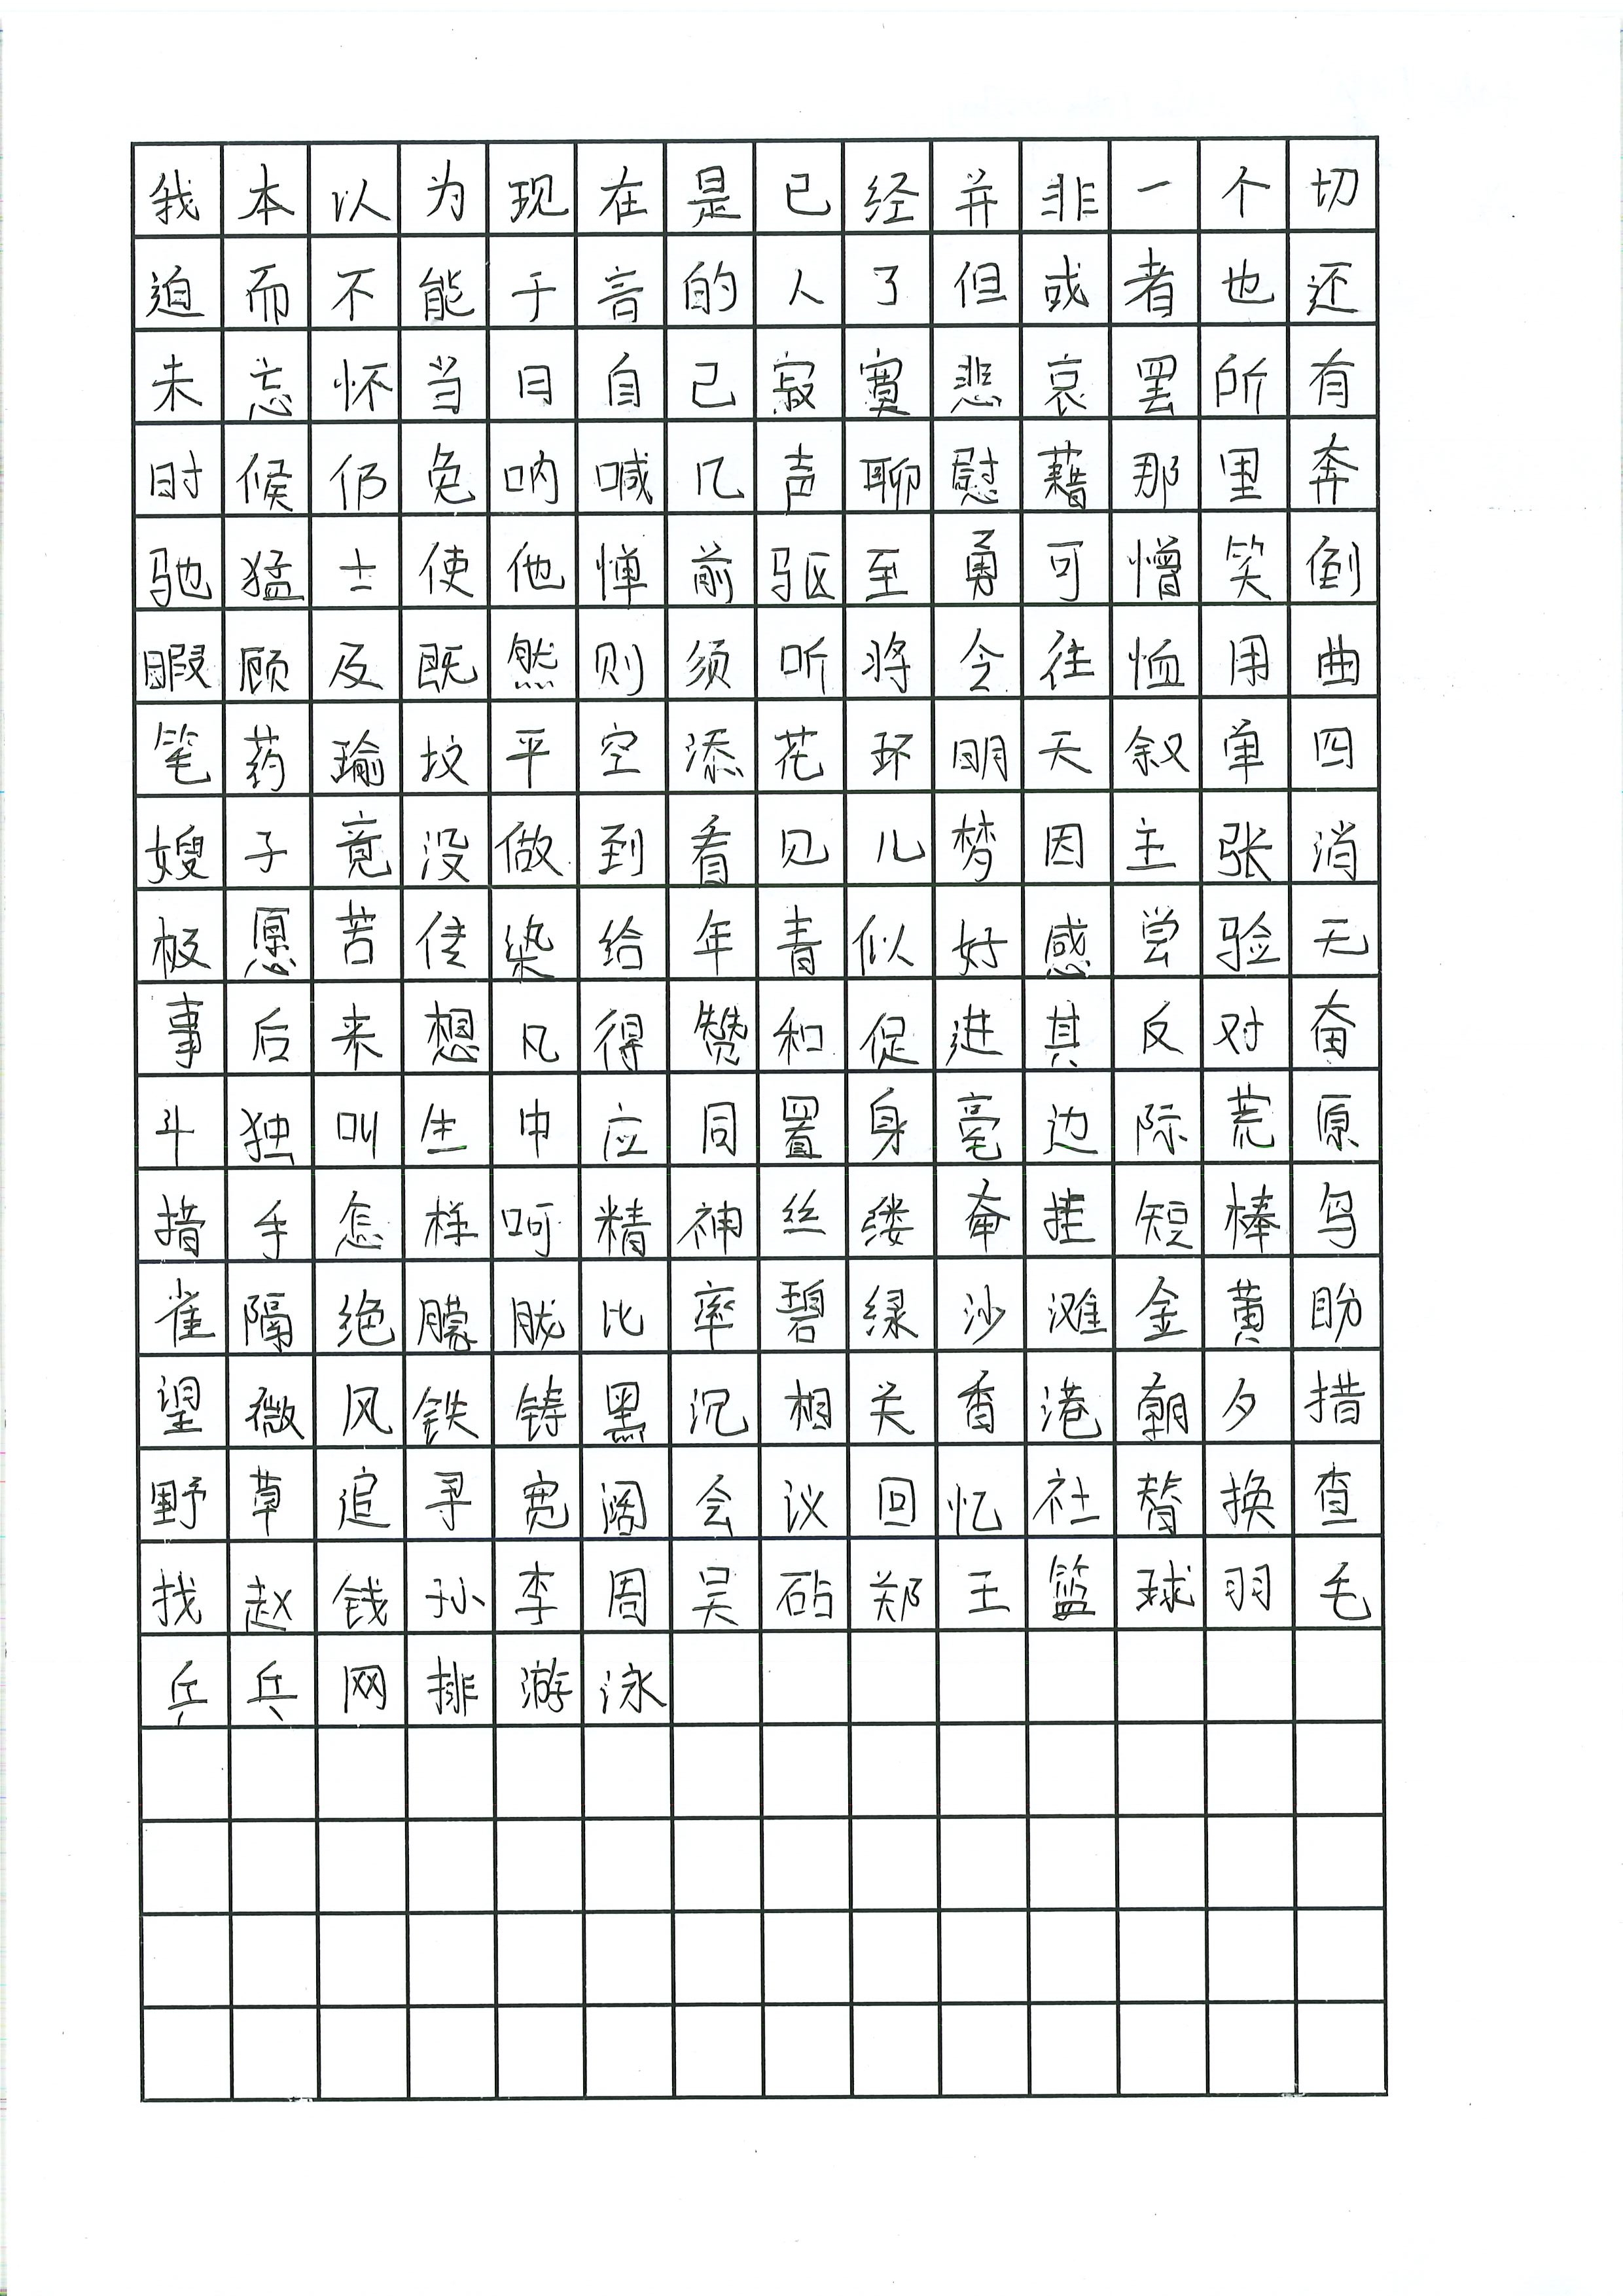 我本以为现在是已经并非一个切
迫而不能于言的人了但或者也还
未忘怀当日自己寂寞悲哀罢所有
时候仍免呐喊几声聊慰藉那里奔
驰猛士使他惮前驱至勇可憎笑倒
暇顾及既然则须听将令往恤用曲
笔药瑜坟平空添花环明天叙单四
嫂子竟没做到看见儿梦因主张消
极愿苦传染给年青似好感尝验无
事后来想凡得赞和促进其反对奋
斗独叫生中应同置身毫边际荒原
措手怎样呵精神丝缕奄挂短棒鸟
雀隔绝朦胧比率碧绿沙滩金黄盼
望微风铁铸黑沉相关香港朝夕措
野草追寻宽阔会议回忆社替换查
找赵钱孙李周吴砧郑王篮球羽毛
乒乓网排游泳